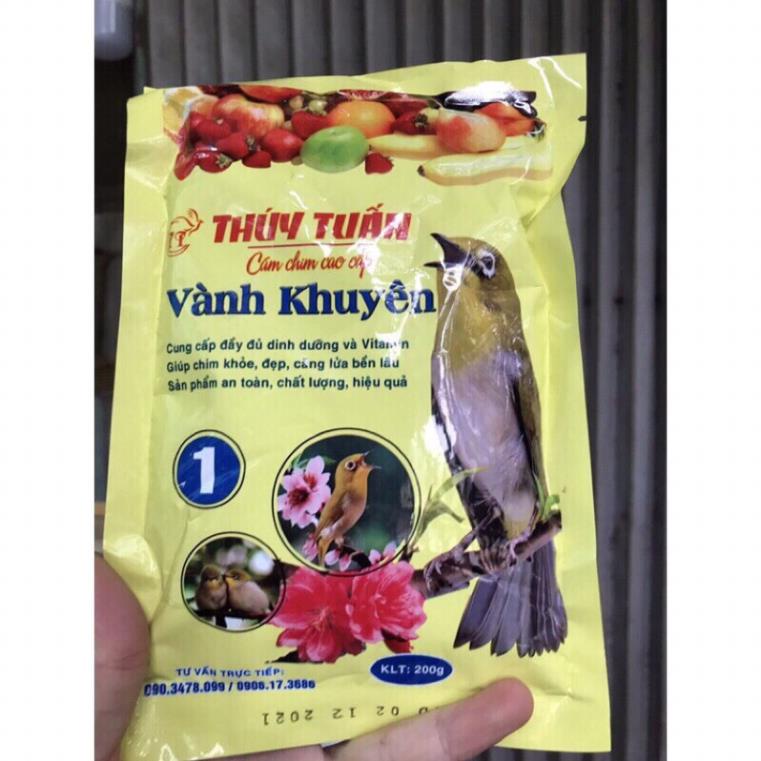 THÚY TUẤN
Cám chim cao cấp
Vành Khuyên
Cung cấp đầy đủ dinh dưỡng và Vitamin
Giúp chim khỏe, đẹp, căng lửa bền lâu
Sản phẩm an toàn, chất lượng, hiệu quả
1
TƯ VẤN TRỰC TIẾP:
090.3478.099 / 0906.17.3686
KLT: 200g
02 12 2021